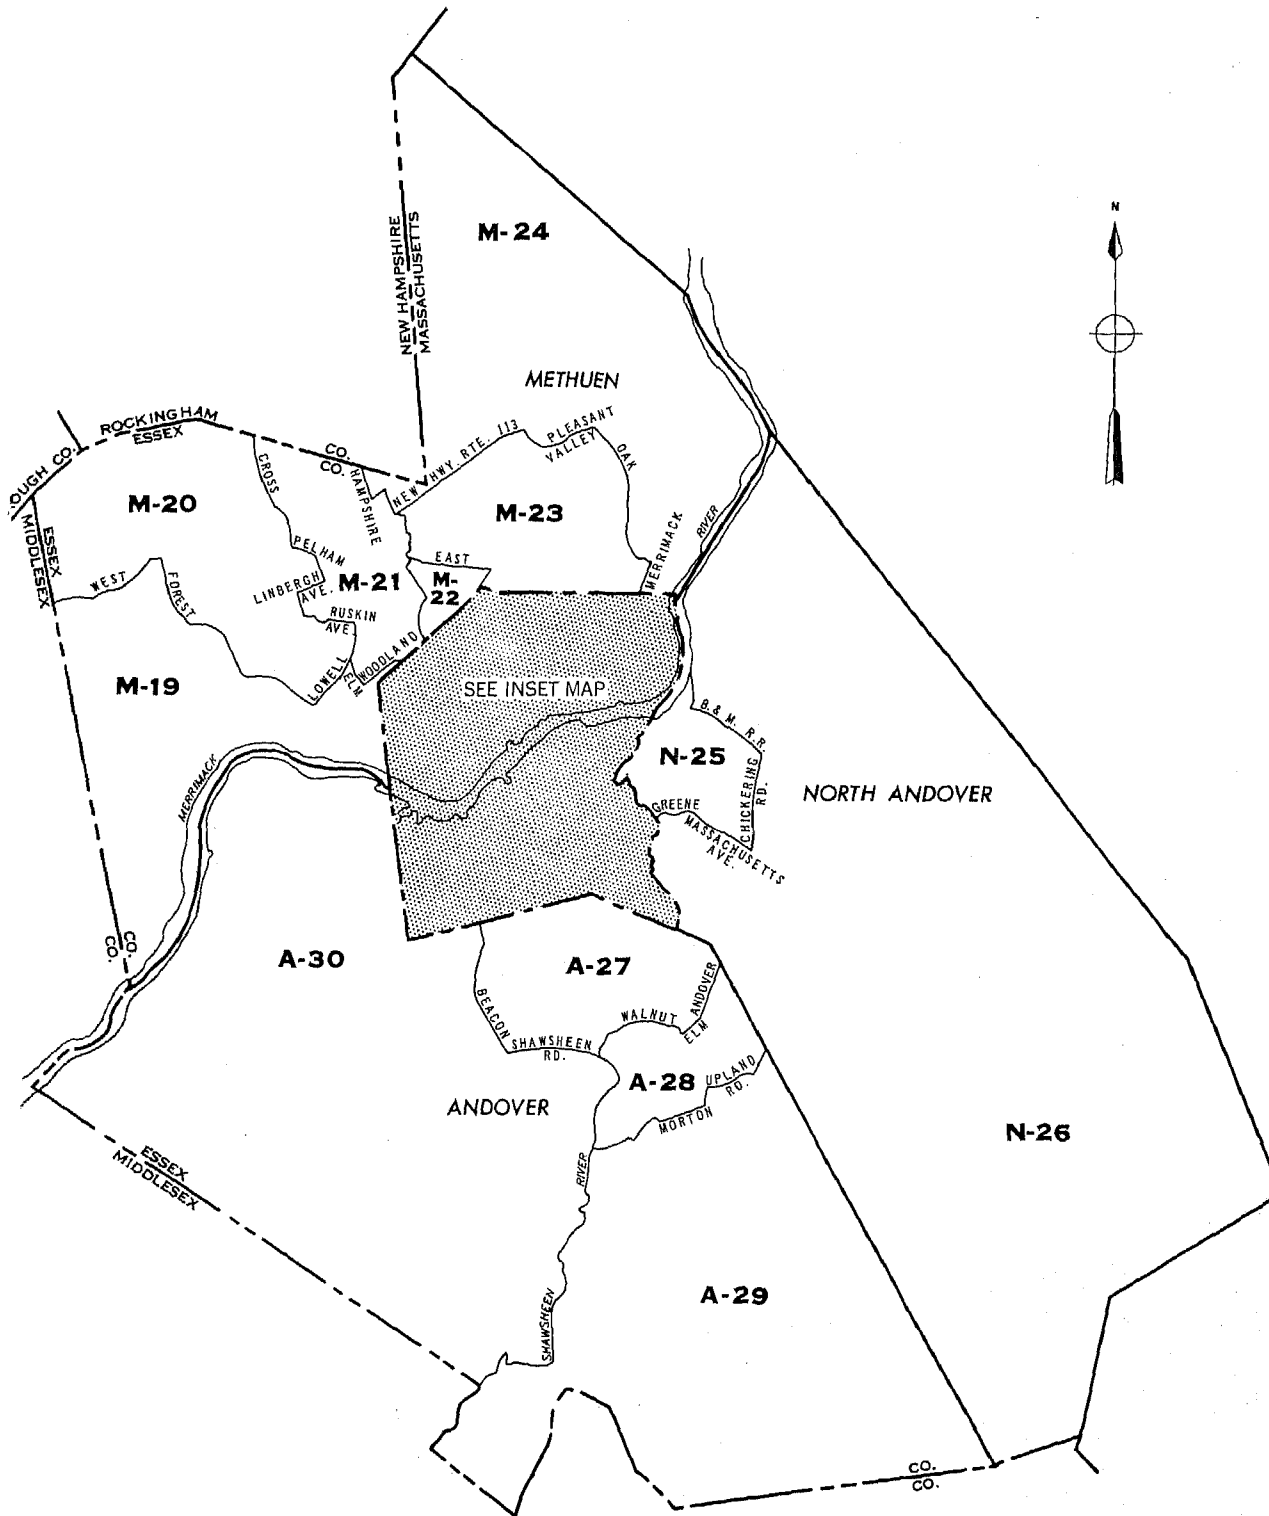 N
M-24
NEW HAMPSHIRE
MASSACHUSETTS
METHUEN
ROCKINGHAM
ESSEX
CO.
CO.
OUGH CO.
ESSEX
MIDDLESEX
M-20
CROSS
HAMPSHIRE
NEW HWY. RTE. 113
PLEASANT
VALLEY
OAK
M-23
MERRIMACK
RIVER
WEST
FOREST
PELHAM
LINBERGH
AVE.
M-21
EAST
M-
22
RUSKIN
AVE.
LOWELL
ELM
WOODLAND
M-19
SEE INSET MAP
MERRIMACK
B.& M. R.R.
N-25
CHICKERING
RD.
GREENE
MASSACHUSETTS
AVE.
NORTH ANDOVER
CO.
CO.
A-30
A-27
BEACON
SHAWSHEEN
RD.
WALNUT
ELM
ANDOVER
A-28
UPLAND
RD.
MORTON
ANDOVER
N-26
ESSEX
MIDDLESEX
RIVER
SHAWSHEEN
A-29
CO.
CO.